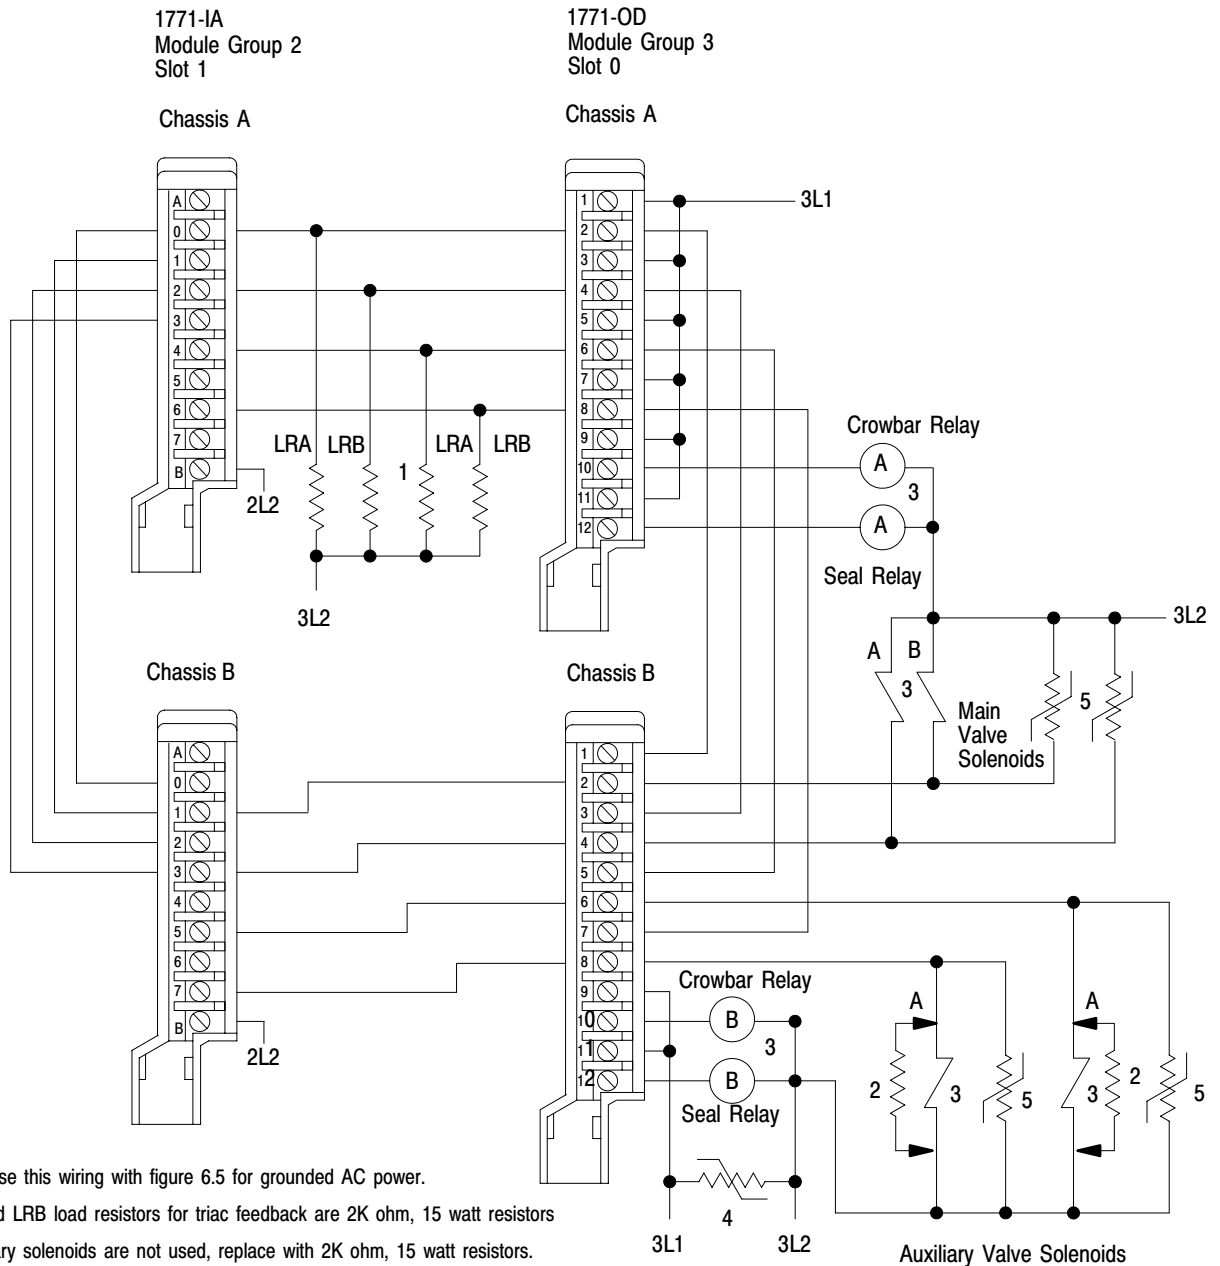 1771-IA
Module Group 2
Slot 1
1771-OD
Module Group 3
Slot 0
Chassis A
Chassis A
A
0
1
2
3
4
5
6
7
B
2L2
LRA
LRB
1
LRA
LRB
3L2
1
2
3
4
5
6
7
8
9
10
11
12
3L1
Crowbar Relay
A
3
A
Seal Relay
3L2
A
B
3
Main
Valve
Solenoids
5
Chassis B
Chassis B
A
0
1
2
3
4
5
6
7
B
2L2
1
2
3
4
5
6
7
8
9
10
11
12
Crowbar Relay
B
3
B
Seal Relay
4
3L1
3L2
A
2
3
5
A
3
2
5
Auxiliary Valve Solenoids
se this wiring with figure 6.5 for grounded AC power.
d LRB load resistors for triac feedback are 2K ohm, 15 watt resistors
ary solenoids are not used, replace with 2K ohm, 15 watt resistors.